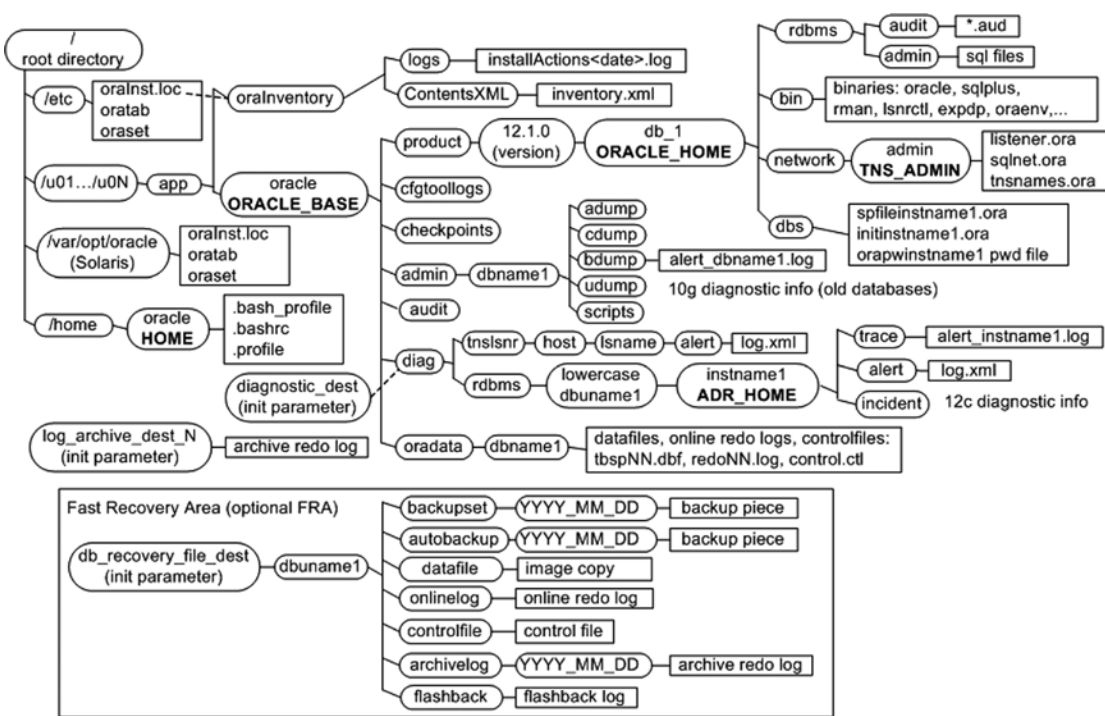 /
root directory
/etc
oraInst.loc
oratab
oraset
oraInventory
logs
installActions<date>.log
ContentsXML
inventory.xml
/u01.../u0N
app
oracle
ORACLE_BASE
/var/opt/oracle
(Solaris)
oraInst.loc
oratab
oraset
/home
oracle
HOME
.bash_profile
.bashrc
.profile
product
12.1.0
(version)
db_1
ORACLE_HOME
rdbms
audit
*.aud
admin
sql files
bin
binaries: oracle, sqlplus,
rman, lsnrctl, expdp, oraenv,...
network
admin
TNS_ADMIN
listener.ora
sqlnet.ora
tnsnames.ora
dbs
spfileinstname1.ora
initinstname1.ora
orapwinstname1 pwd file
cfgtoollogs
checkpoints
admin
dbname1
adump
cdump
bdump
alert_dbname1.log
udump
scripts
10g diagnostic info (old databases)
audit
diag
diagnostic_dest
(init parameter)
tnslsnr
host
lsname
alert
log.xml
rdbms
lowercase
dbuname1
instname1
ADR_HOME
trace
alert_instname1.log
alert
log.xml
incident
12c diagnostic info
log_archive_dest_N
(init parameter)
archive redo log
oradata
dbname1
datafiles, online redo logs, controlfiles:
tbspNN.dbf, redoNN.log, control.ctl
Fast Recovery Area (optional FRA)
db_recovery_file_dest
(init parameter)
dbuname1
backupset
YYYY_MM_DD
backup piece
autobackup
YYYY_MM_DD
backup piece
datafile
image copy
onlinelog
online redo log
controlfile
control file
archivelog
YYYY_MM_DD
archive redo log
flashback
flashback log